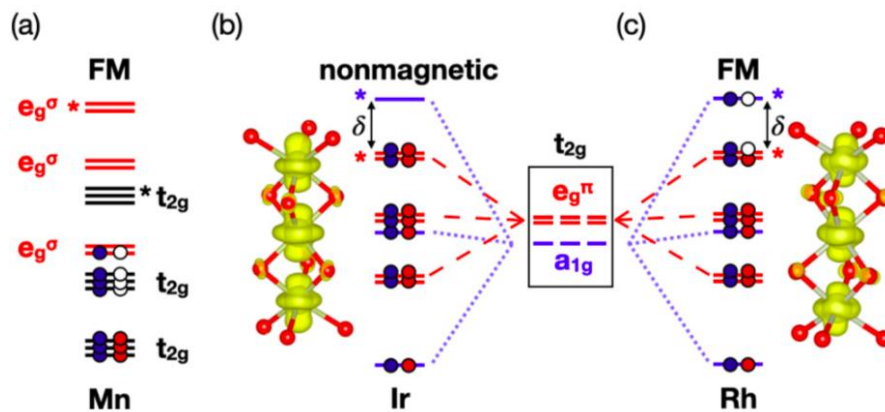 (a)
FM
e_g^σ *
e_g^σ
* t_2g
e_g^σ
t_2g
t_2g
Mn
(b)
nonmagnetic
*
δ
*
Ir
t_2g
e_g^π
a_1g
(c)
FM
*
δ
*
Rh